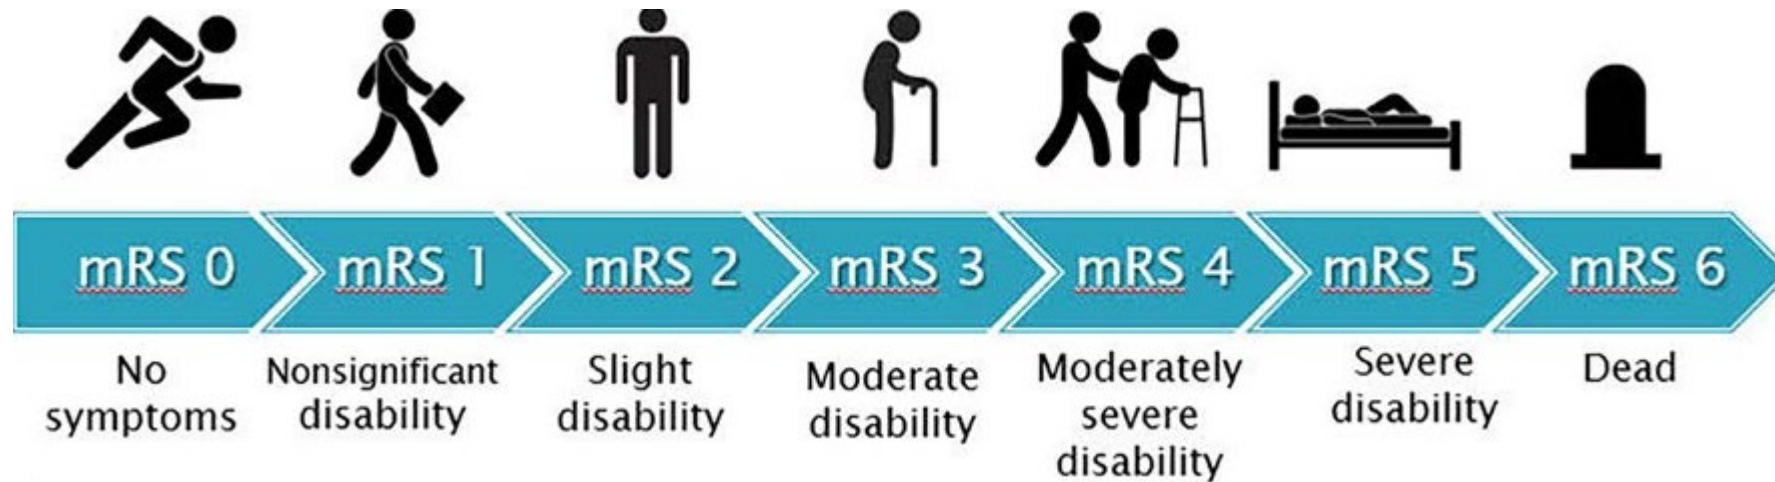 mRS 0
mRS 1
mRS 2
mRS 3
mRS 4
mRS 5
mRS 6
No
symptoms
Nonsignificant
disability
Slight
disability
Moderate
disability
Moderately
severe
disability
Severe
disability
Dead